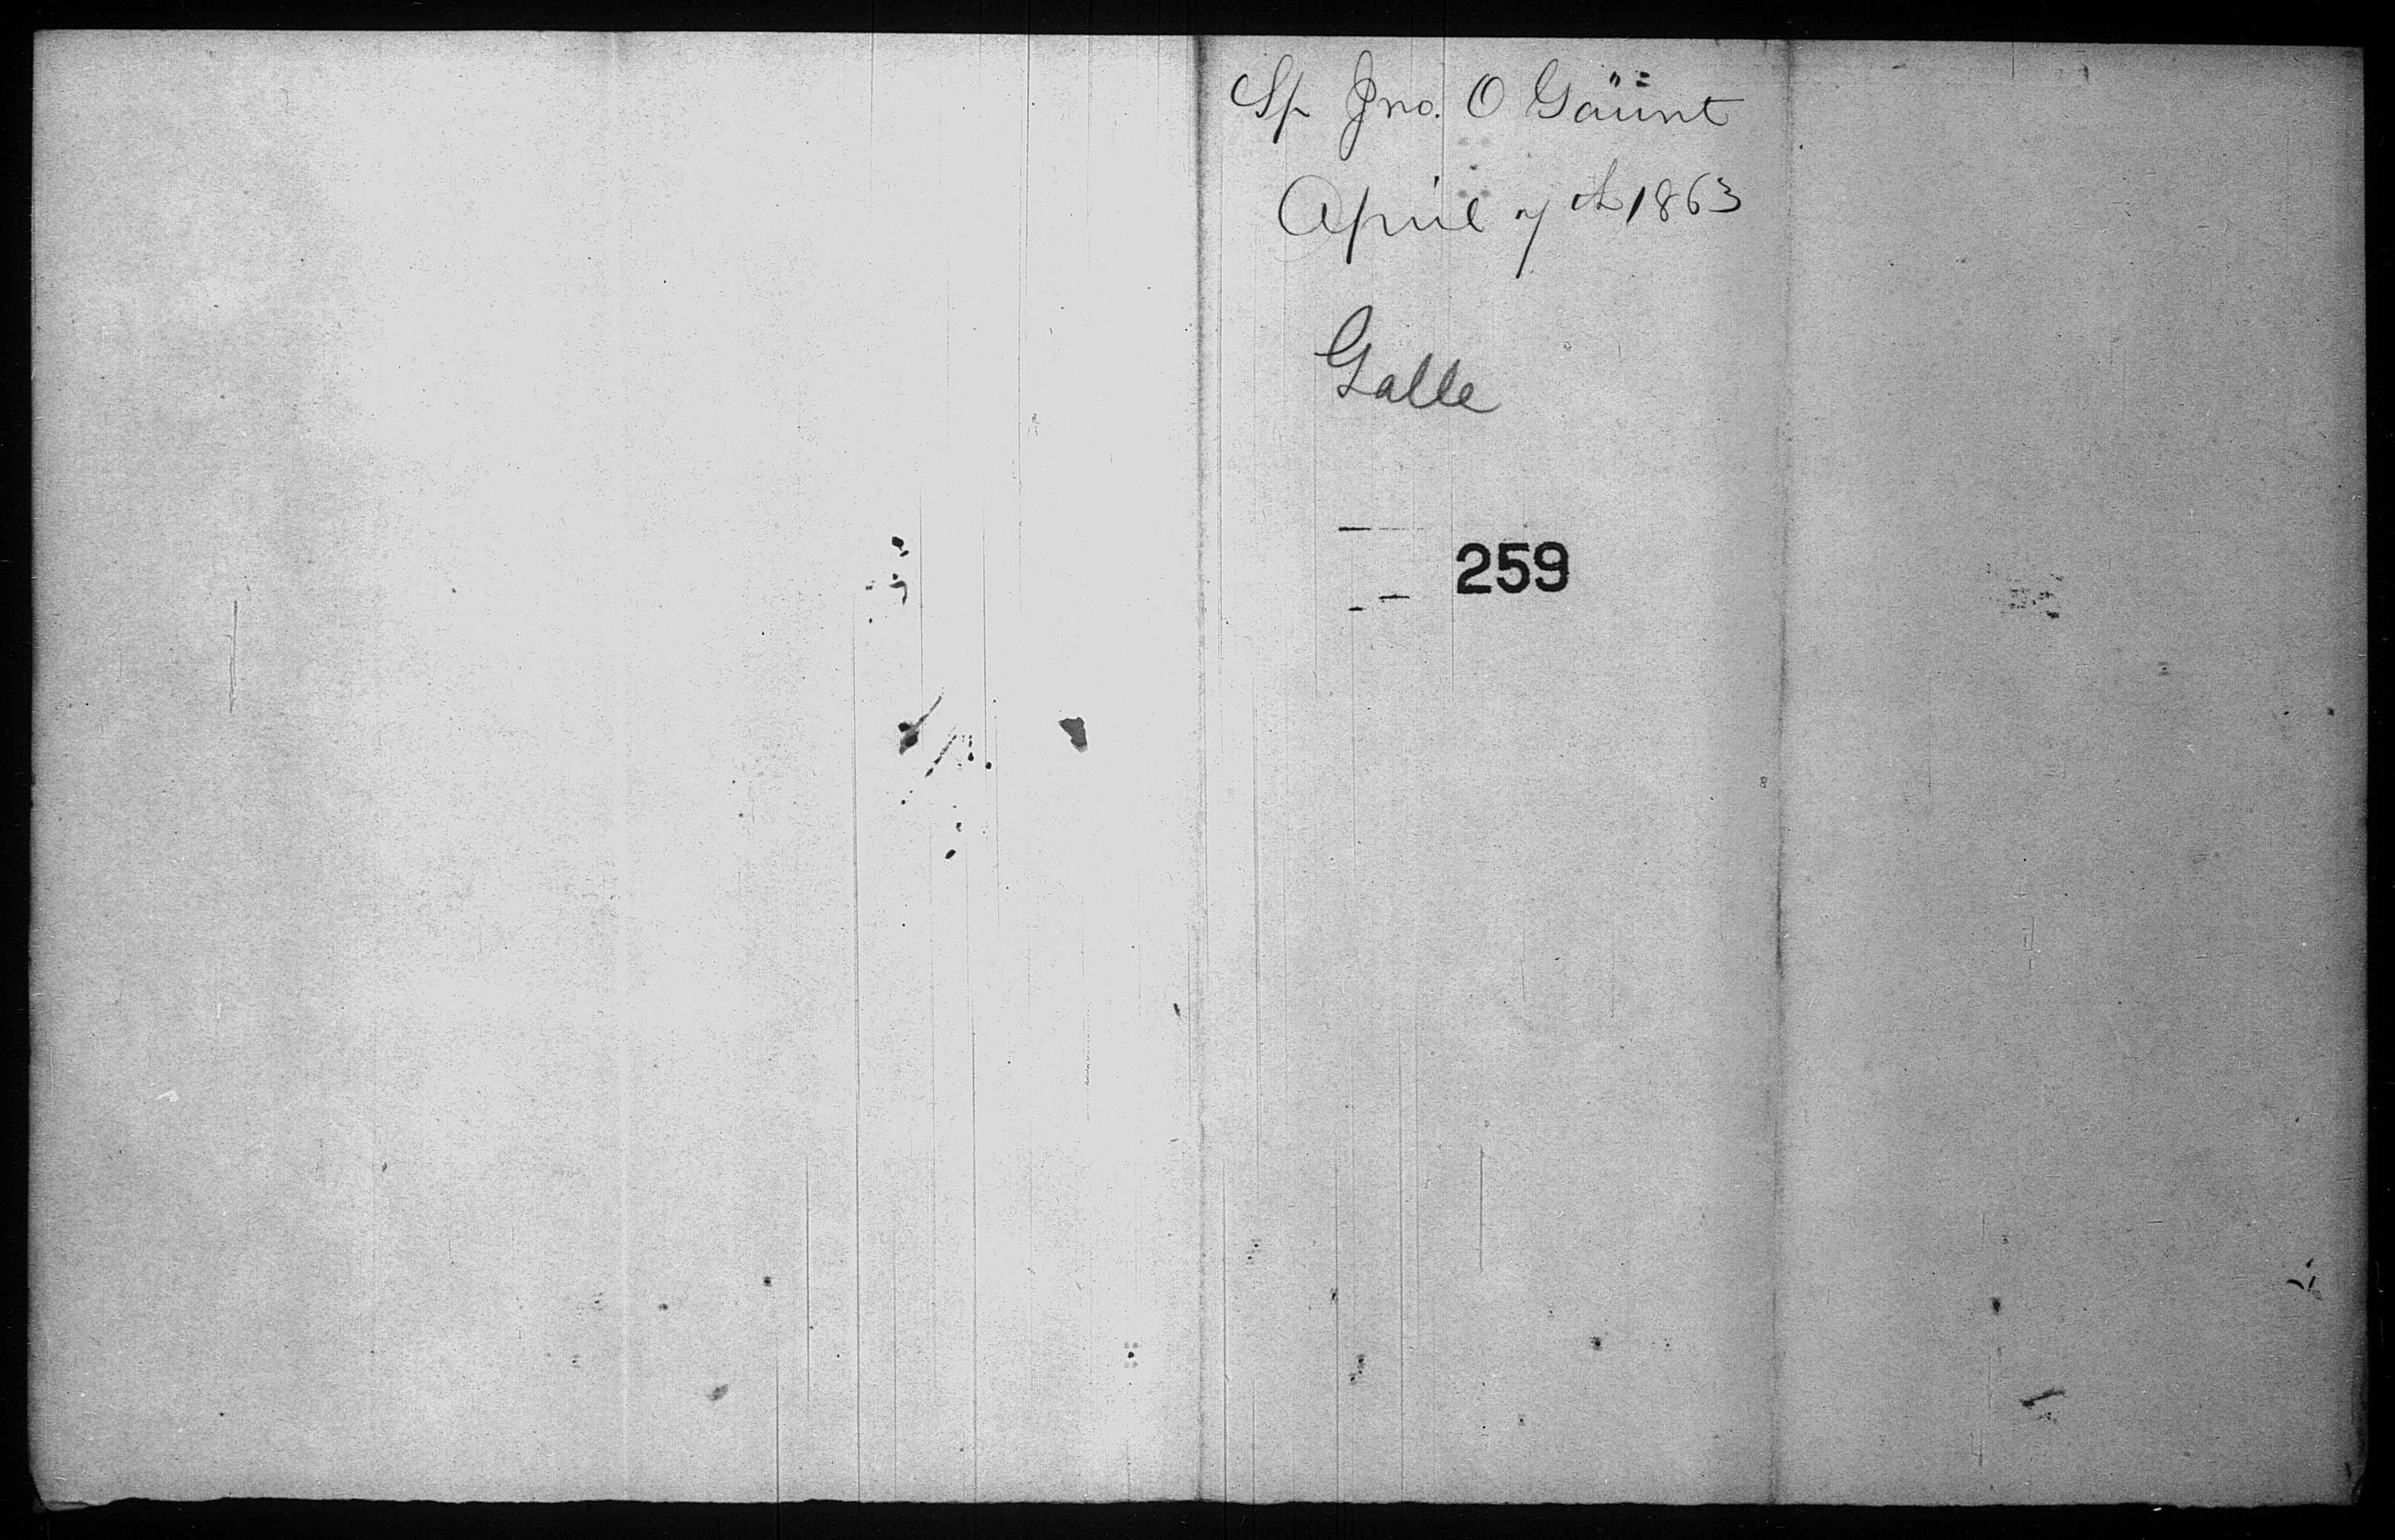 Sp Jno. O Gaunt
April 7th 1863
Galle
259